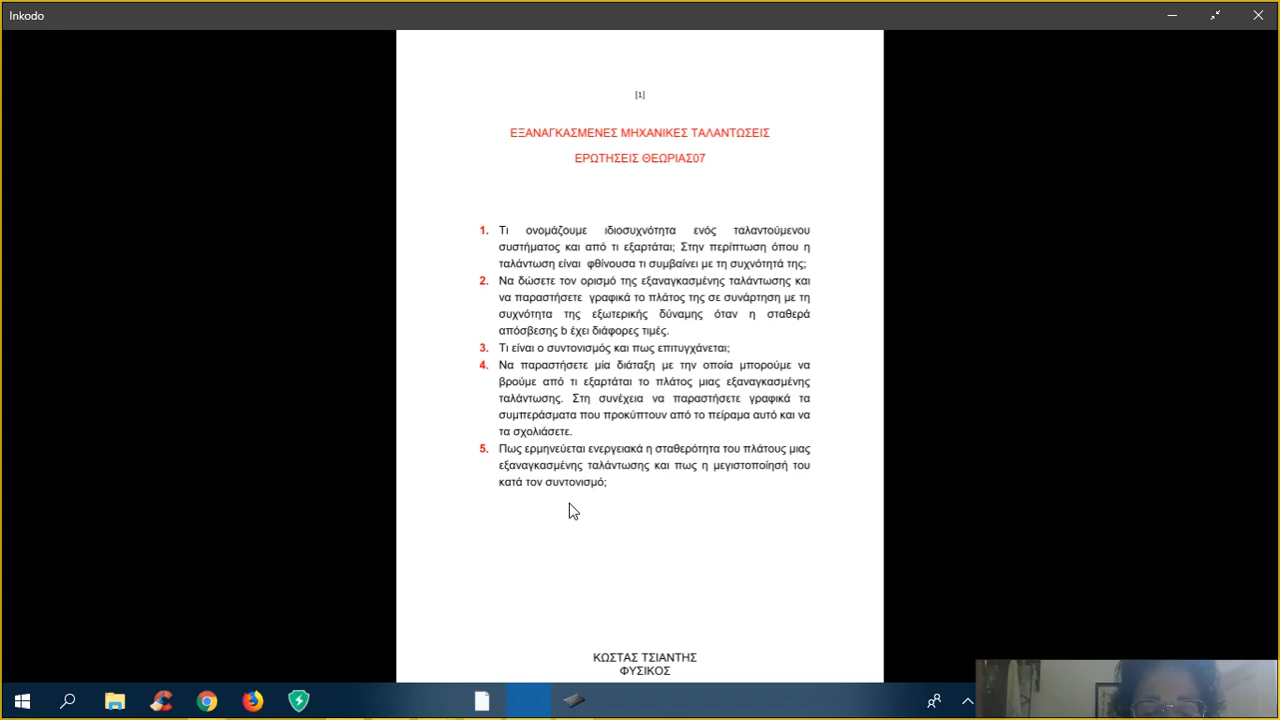 Inkodo
[1]
ΕΞΑΝΑΓΚΑΣΜΕΝΕΣ ΜΗΧΑΝΙΚΕΣ ΤΑΛΑΝΤΩΣΕΙΣ
ΕΡΩΤΗΣΕΙΣ ΘΕΩΡΙΑΣ07
1. Τι ονομάζουμε ιδιοσυχνότητα ενός ταλαντούμενου
συστήματος και από τι εξαρτάται; Στην περίπτωση όπου η
ταλάντωση είναι φθίνουσα τι συμβαίνει με τη συχνότητά της;
2. Να δώσετε τον ορισμό της εξαναγκασμένης ταλάντωσης και
να παραστήσετε γραφικά το πλάτος της σε συνάρτηση με τη
συχνότητα της εξωτερικής δύναμης όταν η σταθερά
απόσβεσης b έχει διάφορες τιμές.
3. Τι είναι ο συντονισμός και πως επιτυγχάνεται;
4. Να παραστήσετε μία διάταξη με την οποία μπορούμε να
βρούμε από τι εξαρτάται το πλάτος μιας εξαναγκασμένης
ταλάντωσης. Στη συνέχεια να παραστήσετε γραφικά τα
συμπεράσματα που προκύπτουν από το πείραμα αυτό και να
τα σχολιάσετε.
5. Πως ερμηνεύεται ενεργειακά η σταθερότητα του πλάτους μιας
εξαναγκασμένης ταλάντωσης και πως η μεγιστοποίησή του
κατά τον συντονισμό;
ΚΩΣΤΑΣ ΤΣΙΑΝΤΗΣ
ΦΥΣΙΚΟΣ